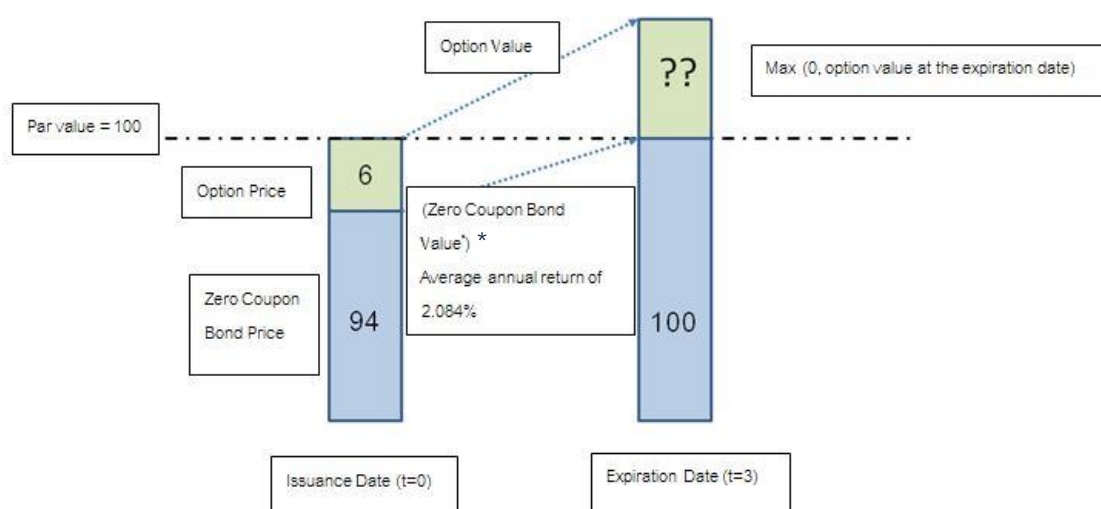 Option Value
??
Max (0, option value at the expiration date)
Par value = 100
6
Option Price
(Zero Coupon Bond
Value*) *
Average annual return of
2.084%
Zero Coupon
Bond Price
94
100
Issuance Date (t=0)
Expiration Date (t=3)